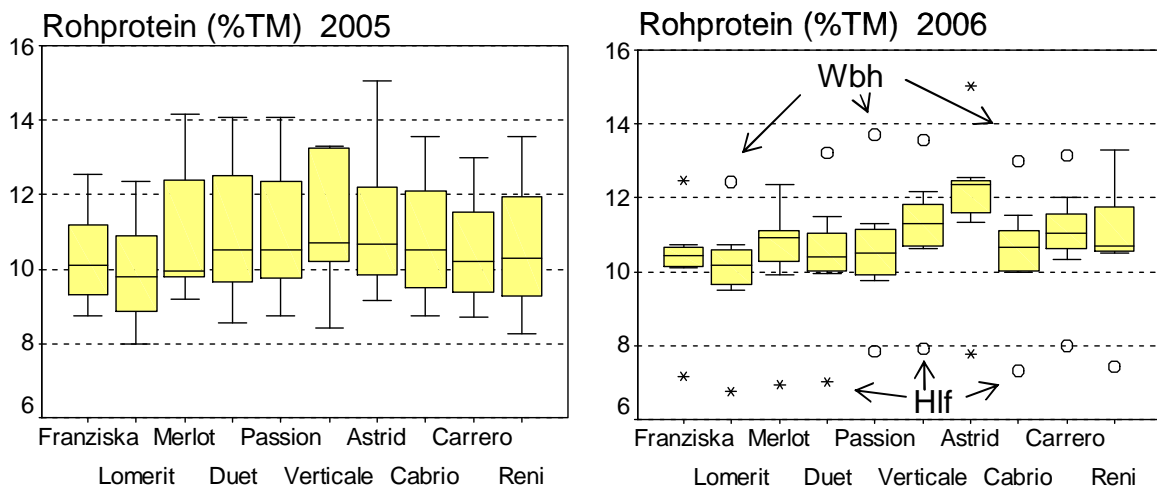 Rohprotein (%TM) 2005
16
14
12
10
8
6
Franziska Merlot Passion Astrid Carrero
Lomerit Duet Verticale Cabrio Reni
Rohprotein (%TM) 2006
16
Wbh
14
12
10
8
Hlf
6
Franziska Merlot Passion Astrid Carrero
Lomerit Duet Verticale Cabrio Reni